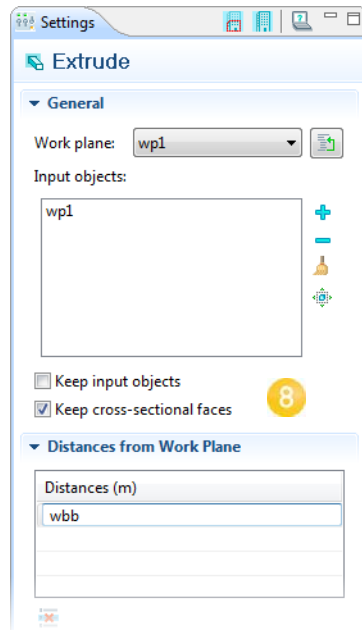 Settings
Extrude
General
Work plane: wp1
Input objects:
wp1
Keep input objects
Keep cross-sectional faces
8
Distances from Work Plane
Distances (m)
wbb